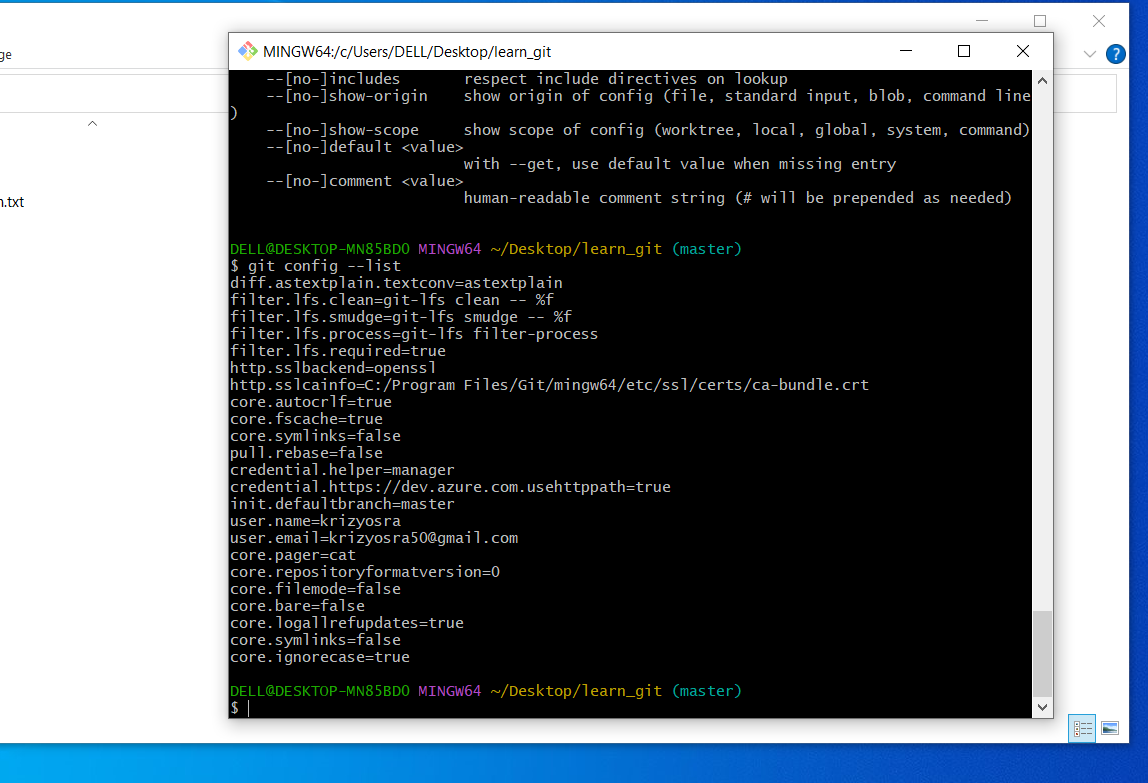 MINGW64:/c/Users/DELL/Desktop/learn_git
ge
?
n.txt
--[no-]includes       respect include directives on lookup
--[no-]show-origin    show origin of config (file, standard input, blob, command line
)
--[no-]show-scope     show scope of config (worktree, local, global, system, command)
--[no-]default <value>
with --get, use default value when missing entry
--[no-]comment <value>
human-readable comment string (# will be prepended as needed)
DELL@DESKTOP-MN85BDO MINGW64 ~/Desktop/learn_git (master)
$ git config --list
diff.astextplain.textconv=astextplain
filter.lfs.clean=git-lfs clean -- %f
filter.lfs.smudge=git-lfs smudge -- %f
filter.lfs.process=git-lfs filter-process
filter.lfs.required=true
http.sslbackend=openssl
http.sslcainfo=C:/Program Files/Git/mingw64/etc/ssl/certs/ca-bundle.crt
core.autocrlf=true
core.fscache=true
core.symlinks=false
pull.rebase=false
credential.helper=manager
credential.https://dev.azure.com.usehttppath=true
init.defaultbranch=master
user.name=krizyosra
user.email=krizyosra50@gmail.com
core.pager=cat
core.repositoryformatversion=0
core.filemode=false
core.bare=false
core.logallrefupdates=true
core.symlinks=false
core.ignorecase=true
DELL@DESKTOP-MN85BDO MINGW64 ~/Desktop/learn_git (master)
$